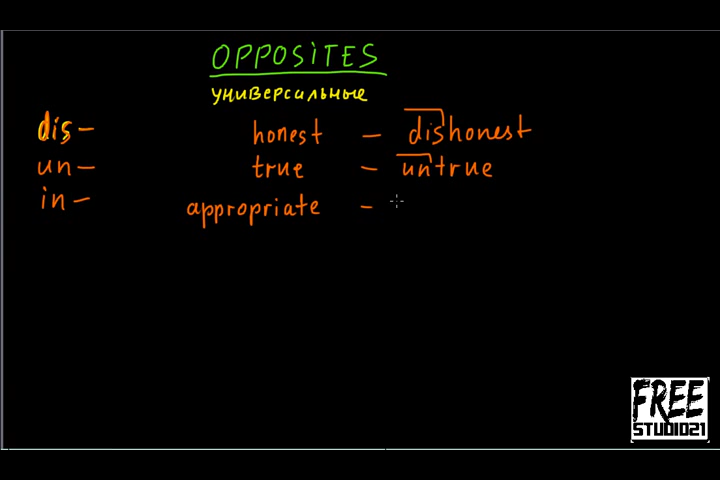 OPPOSITES
универсальные
dis- honest - dishonest
un- true - untrue
in- appropriate -
FREE
STUDIO21